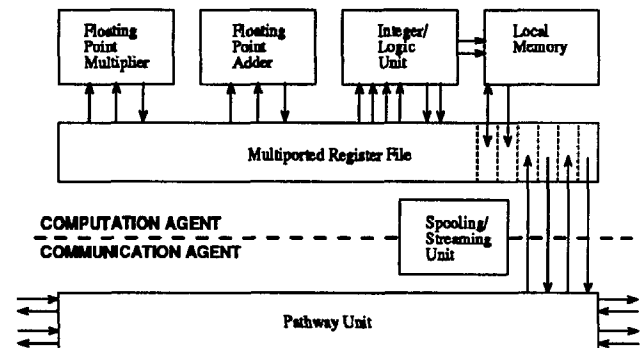 Floating
Point
Multiplier
Floating
Point
Adder
Integer/
Logic
Unit
Local
Memory
Multiported Register File
COMPUTATION AGENT
COMMUNICATION AGENT
Spooling/
Streaming
Unit
Pathway Unit